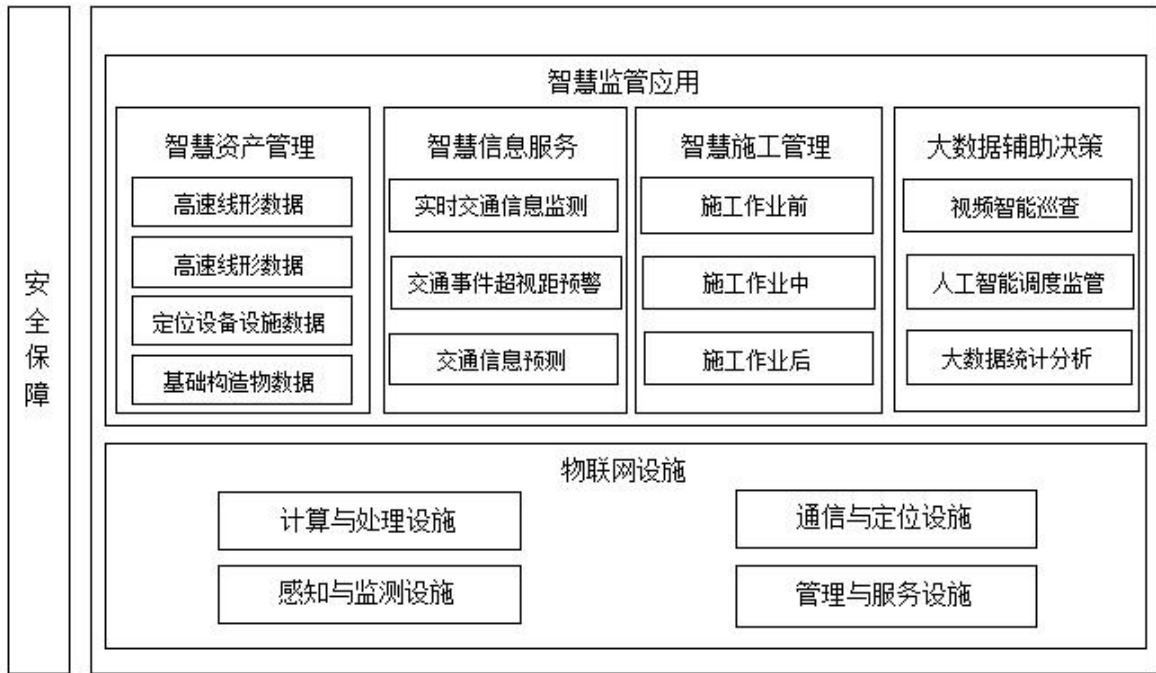 安全保障
智慧监管应用
智慧资产管理
高速线形数据
高速线形数据
定位设备设施数据
基础构造物数据
智慧信息服务
实时交通信息监测
交通事件超视距预警
交通信息预测
智慧施工管理
施工作业前
施工作业中
施工作业后
大数据辅助决策
视频智能巡查
人工智能调度监管
大数据统计分析
物联网设施
计算与处理设施
通信与定位设施
感知与监测设施
管理与服务设施